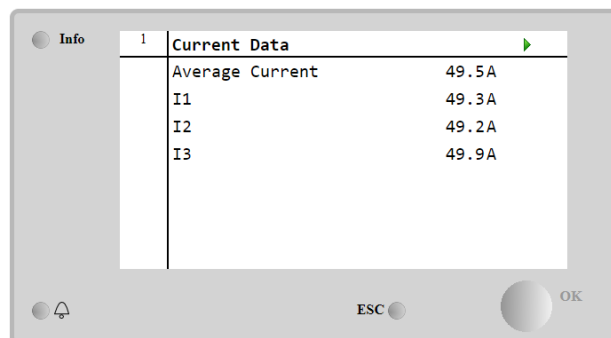 Info
1 Current Data
Average Current 49.5A
I1 49.3A
I2 49.2A
I3 49.9A
ESC
OK